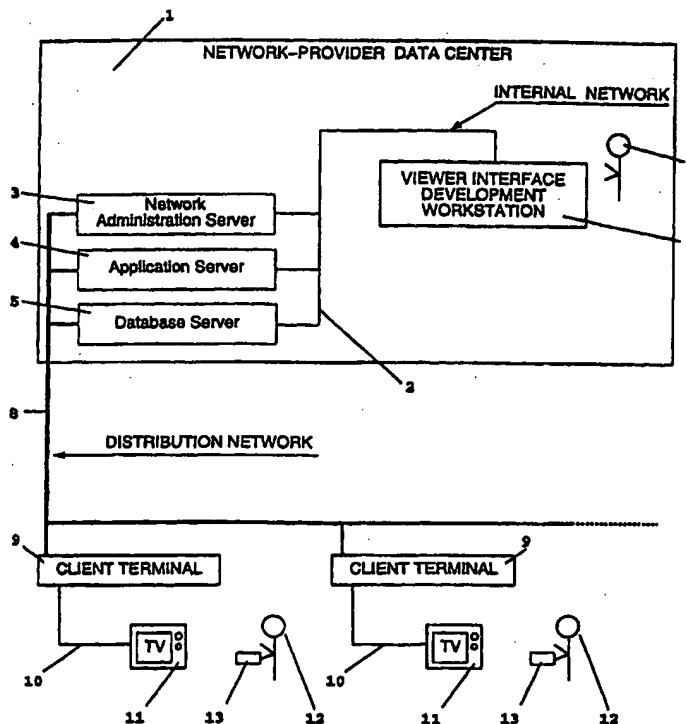 1
NETWORK-PROVIDER DATA CENTER
INTERNAL NETWORK
3
Network
Administration Server
VIEWER INTERFACE
DEVELOPMENT
WORKSTATION
4
Application Server
5
Database Server
2
8
DISTRIBUTION NETWORK
9
CLIENT TERMINAL
9
CLIENT TERMINAL
TV
TV
10
11
13
12
10
11
13
12